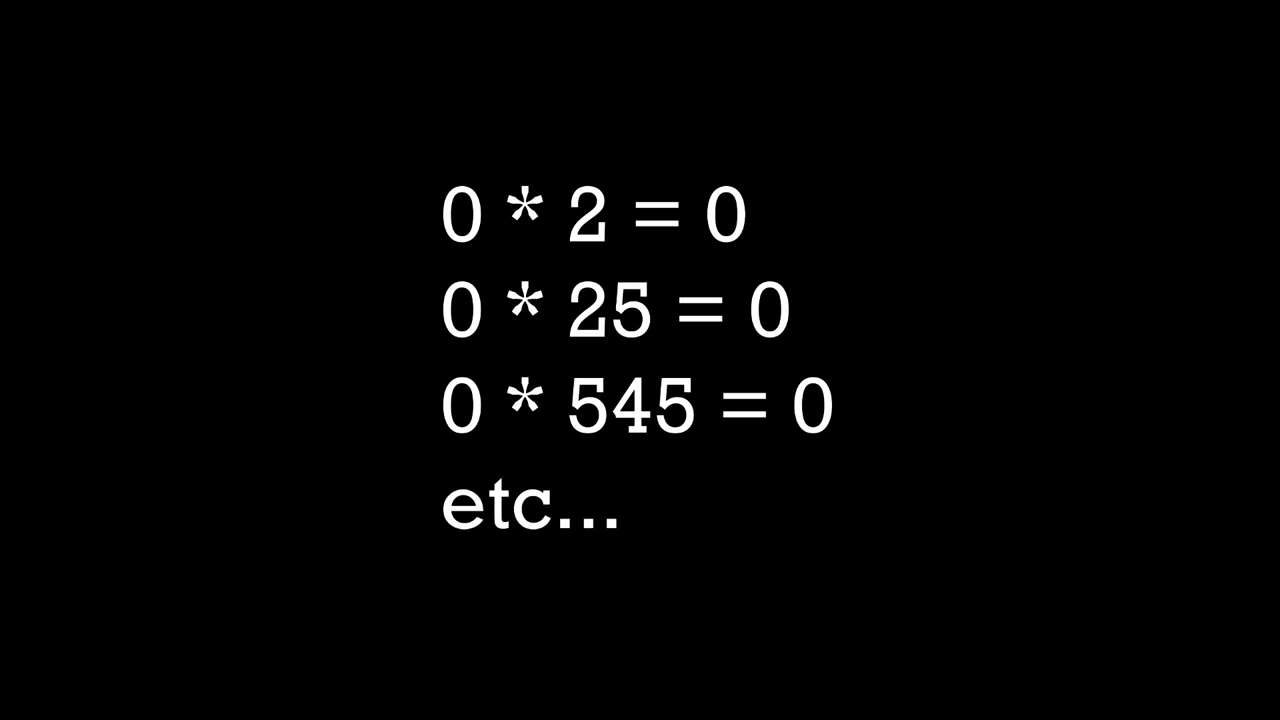 0 * 2 = 0
0 * 25 = 0
0 * 545 = 0
etc...